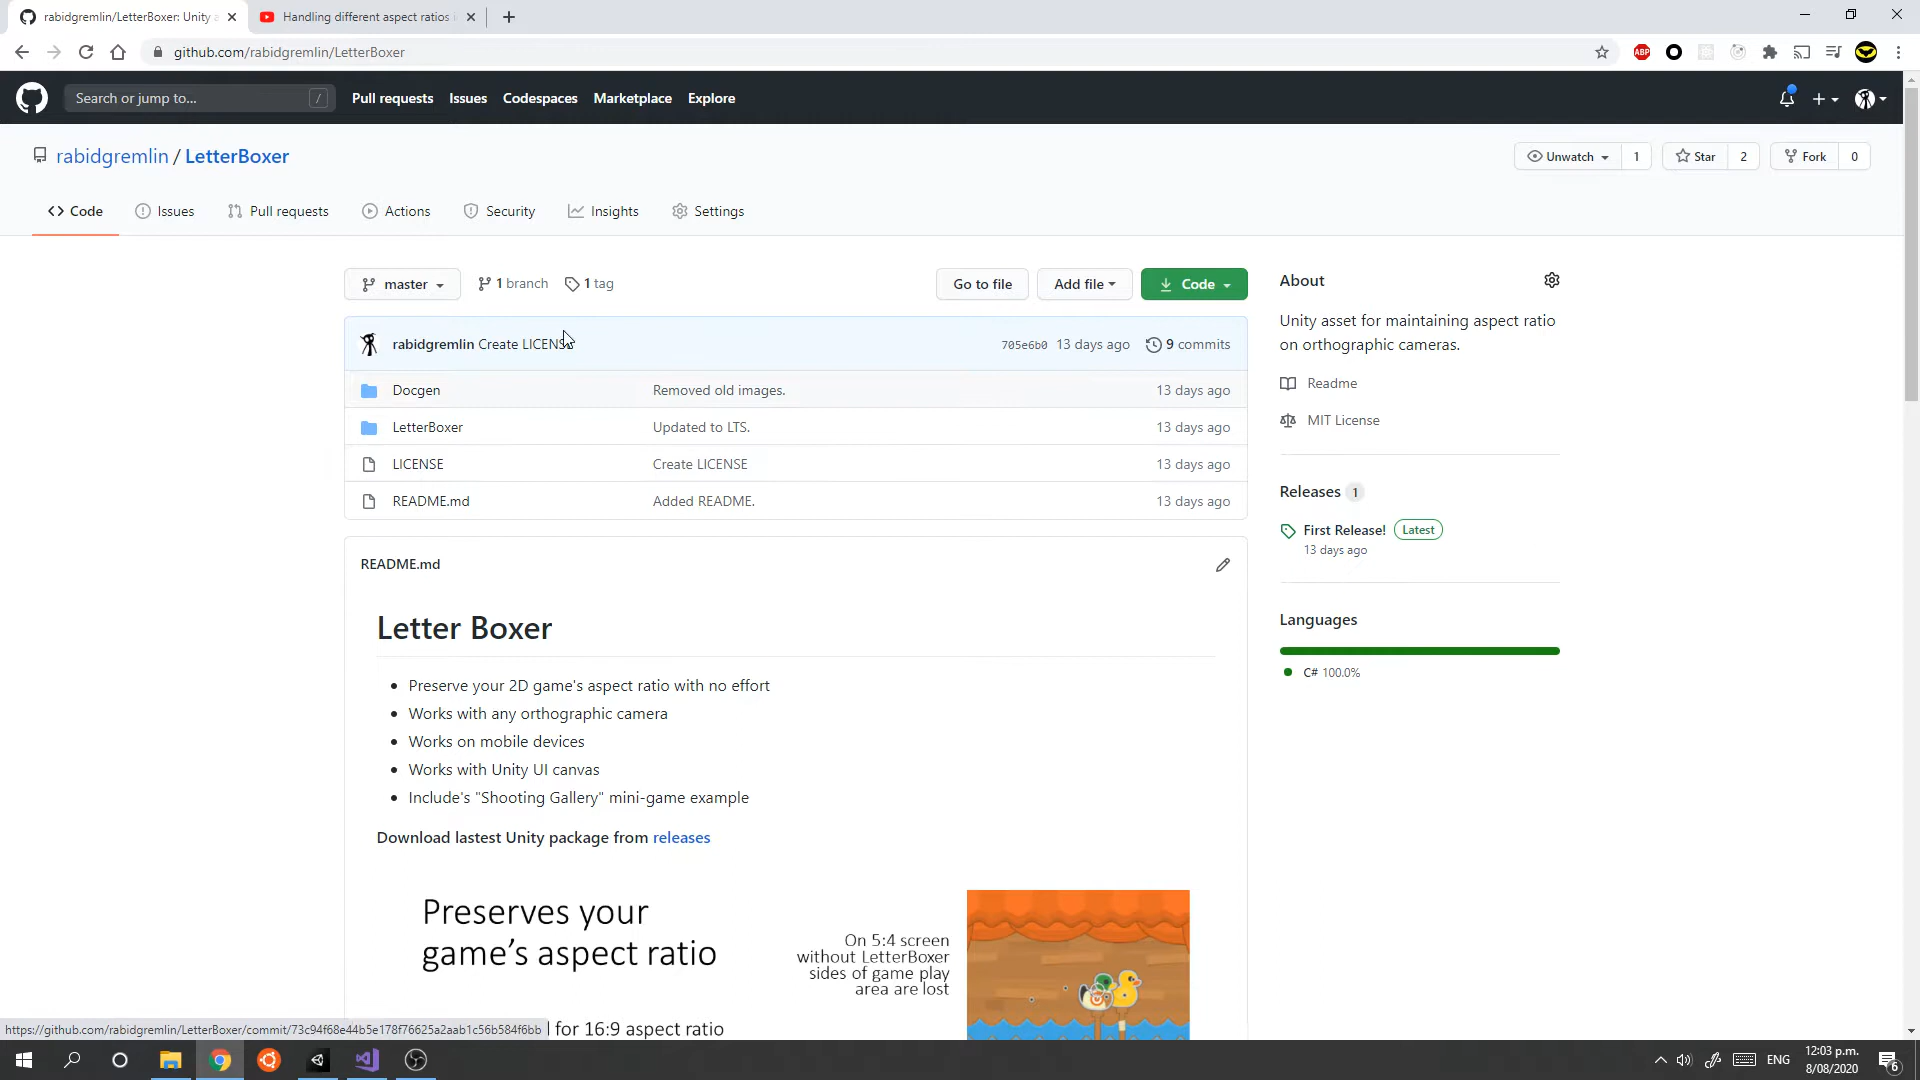 rabidgremlin/LetterBoxer: Unity a
Handling different aspect ratios i
github.com/rabidgremlin/LetterBoxer
ABP
Search or jump to... /
Pull requests Issues Codespaces Marketplace Explore
rabidgremlin / LetterBoxer
Unwatch 1 Star 2 Fork 0
Code Issues Pull requests Actions Security Insights Settings
master 1 branch 1 tag
Go to file Add file Code
rabidgremlin Create LICENSE 705e6b0 13 days ago 9 commits
Docgen Removed old images. 13 days ago
LetterBoxer Updated to LTS. 13 days ago
LICENSE Create LICENSE 13 days ago
README.md Added README. 13 days ago
README.md
Letter Boxer
Preserve your 2D game's aspect ratio with no effort
Works with any orthographic camera
Works on mobile devices
Works with Unity UI canvas
Include's "Shooting Gallery" mini-game example
Download lastest Unity package from releases
Preserves your
game's aspect ratio
On 5:4 screen
without LetterBoxer
sides of game play
area are lost
for 16:9 aspect ratio
About
Unity asset for maintaining aspect ratio
on orthographic cameras.
Readme
MIT License
Releases 1
First Release! Latest
13 days ago
Languages
C# 100.0%
https://github.com/rabidgremlin/LetterBoxer/commit/73c94f68e44b5e178f76625a2aab1c56b584f6bb
ENG
12:03 p.m.
8/08/2020
6